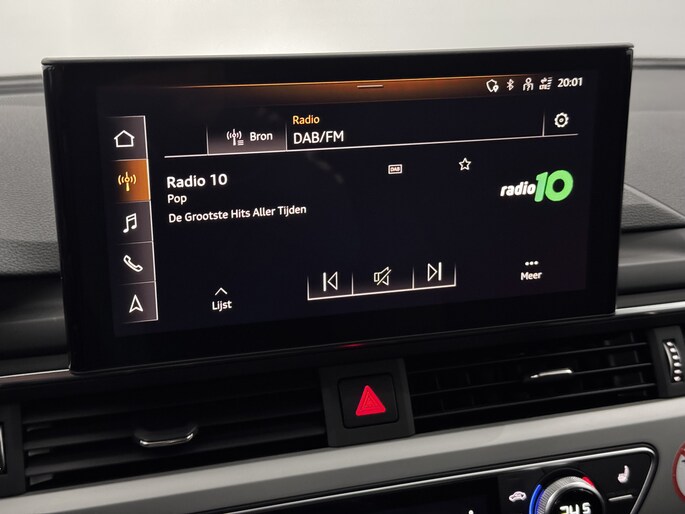 20:01
Radio
Bron
DAB/FM
Radio 10
DAB
Pop
radio10
De Grootste Hits Aller Tijden
Lijst
Meer